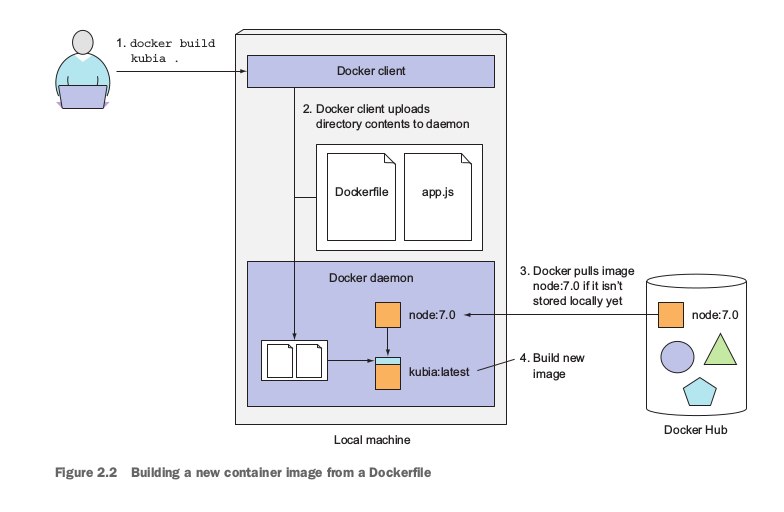 1. docker build
kubia .
Docker client
2. Docker client uploads
directory contents to daemon
Dockerfile
app.js
Docker daemon
3. Docker pulls image
node:7.0 if it isn't
stored locally yet
node:7.0
node:7.0
kubia:latest
4. Build new
image
Local machine
Docker Hub
Figure 2.2 Building a new container image from a Dockerfile